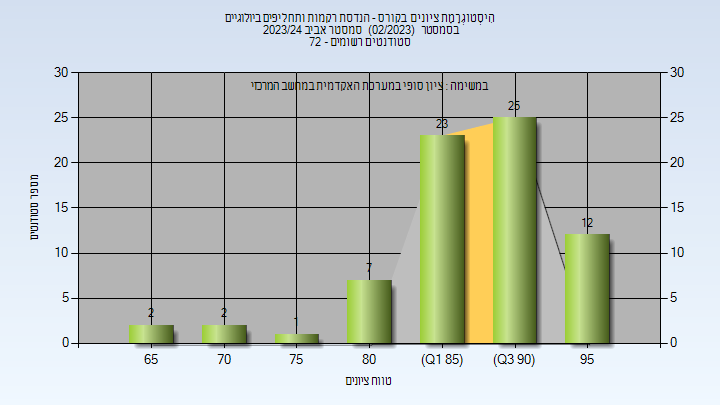 היסטוגרמת ציונים בקורס - הנדסת רקמות ותחליפים ביולוגיים
בסמסטר (02/2023) סמסטר אביב 2023/24
סטודנטים רשומים - 72
במשימה : ציון סופי במערכת האקדמית במחשב המרכזי
30 30
25 25
20 20
15 15
10 10
5 5
0 0
2 2 1 7 23 25 12
65 70 75 80 (Q1 85) (Q3 90) 95
מספר סטודנטים
טווח ציונים